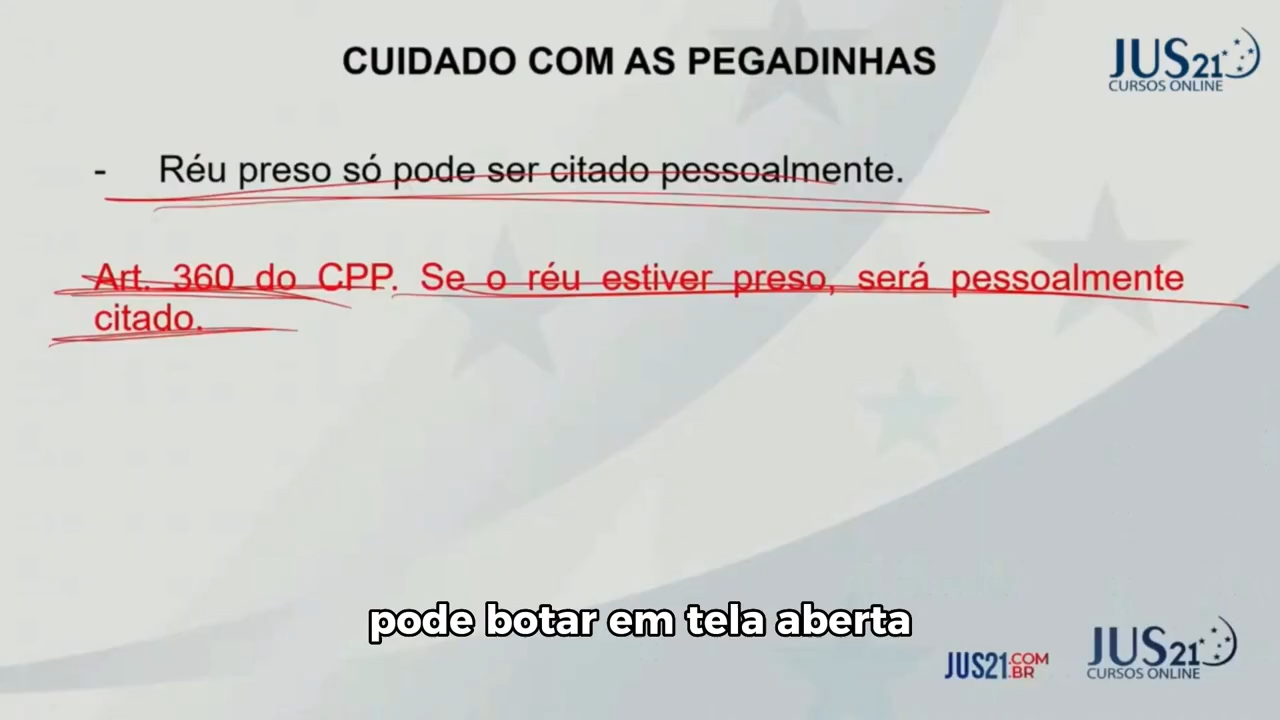 CUIDADO COM AS PEGADINHAS
JUS21
CURSOS ONLINE
- Réu preso só pode ser citado pessoalmente.
Art. 360 do CPP. Se o réu estiver preso, será pessoalmente
citado.
pode botar em tela aberta
JUS21.COM.BR
JUS21
CURSOS ONLINE